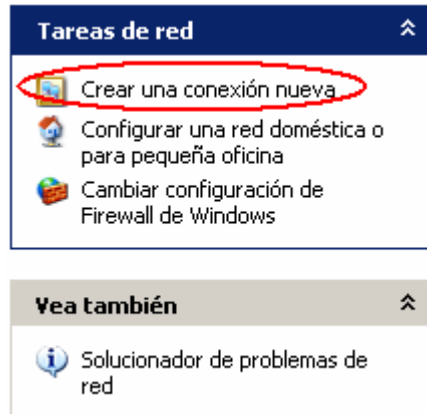 Tareas de red
Crear una conexión nueva
Configurar una red doméstica o
para pequeña oficina
Cambiar configuración de
Firewall de Windows
Vea también
Solucionador de problemas de
red